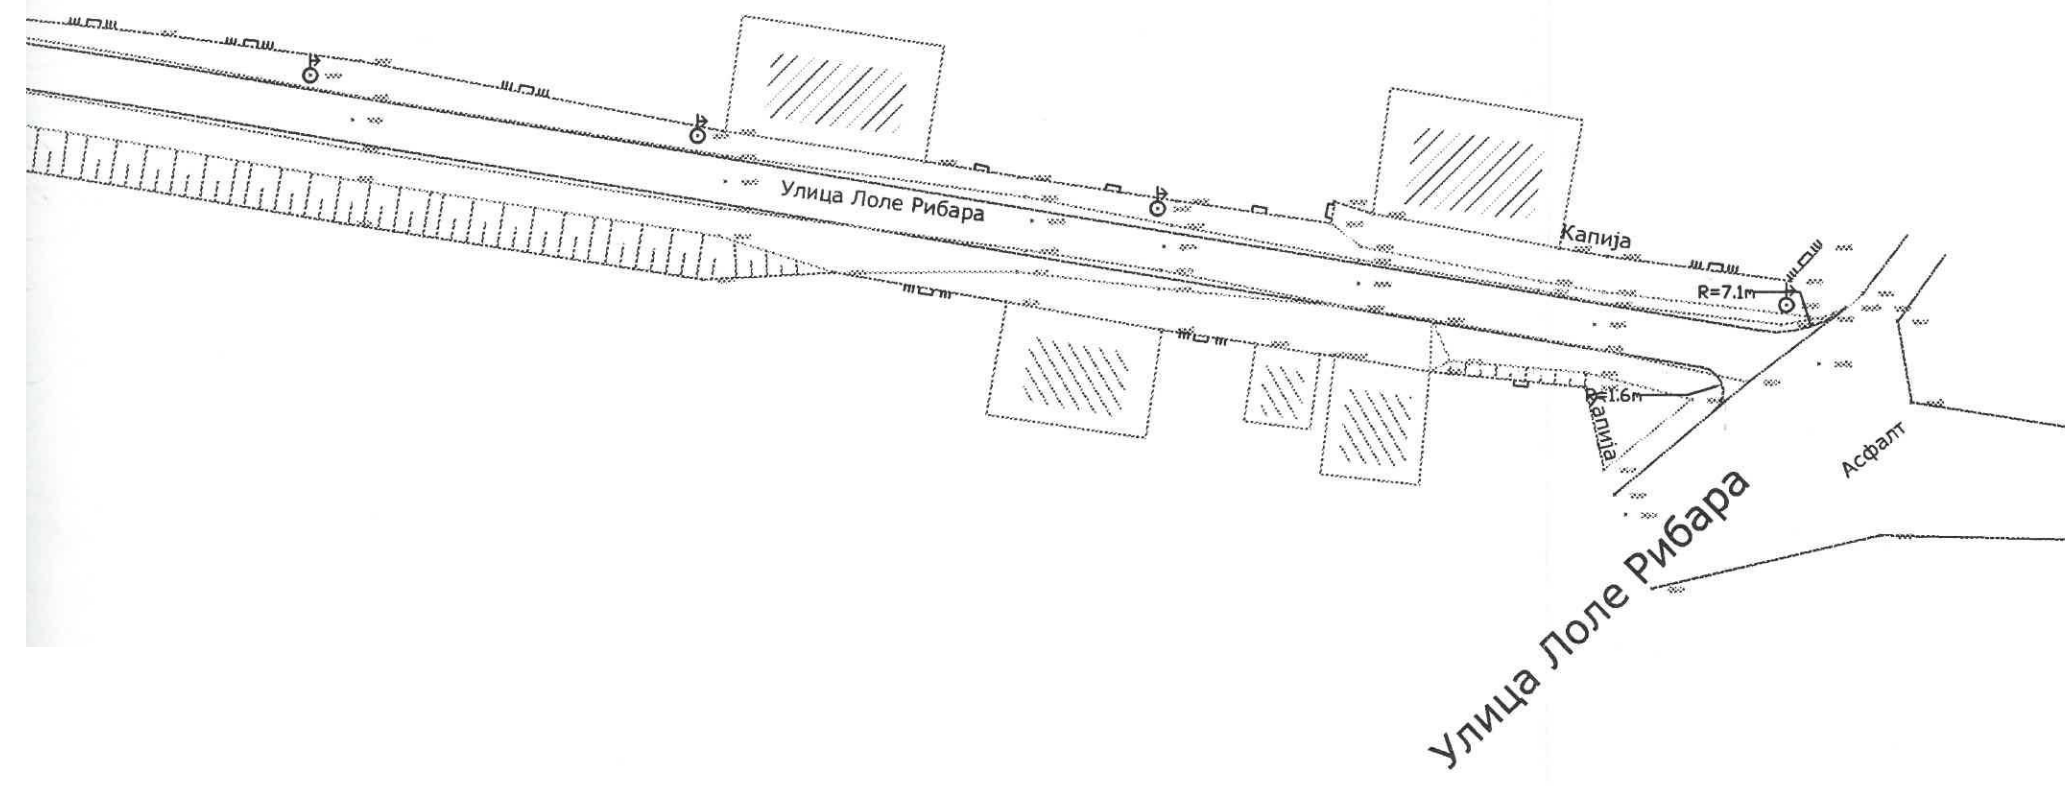 Улица Лоле Рибара
Капија
R=7.1m
R=1.6m
Капија
Асфалт
Улица Лоле Рибара